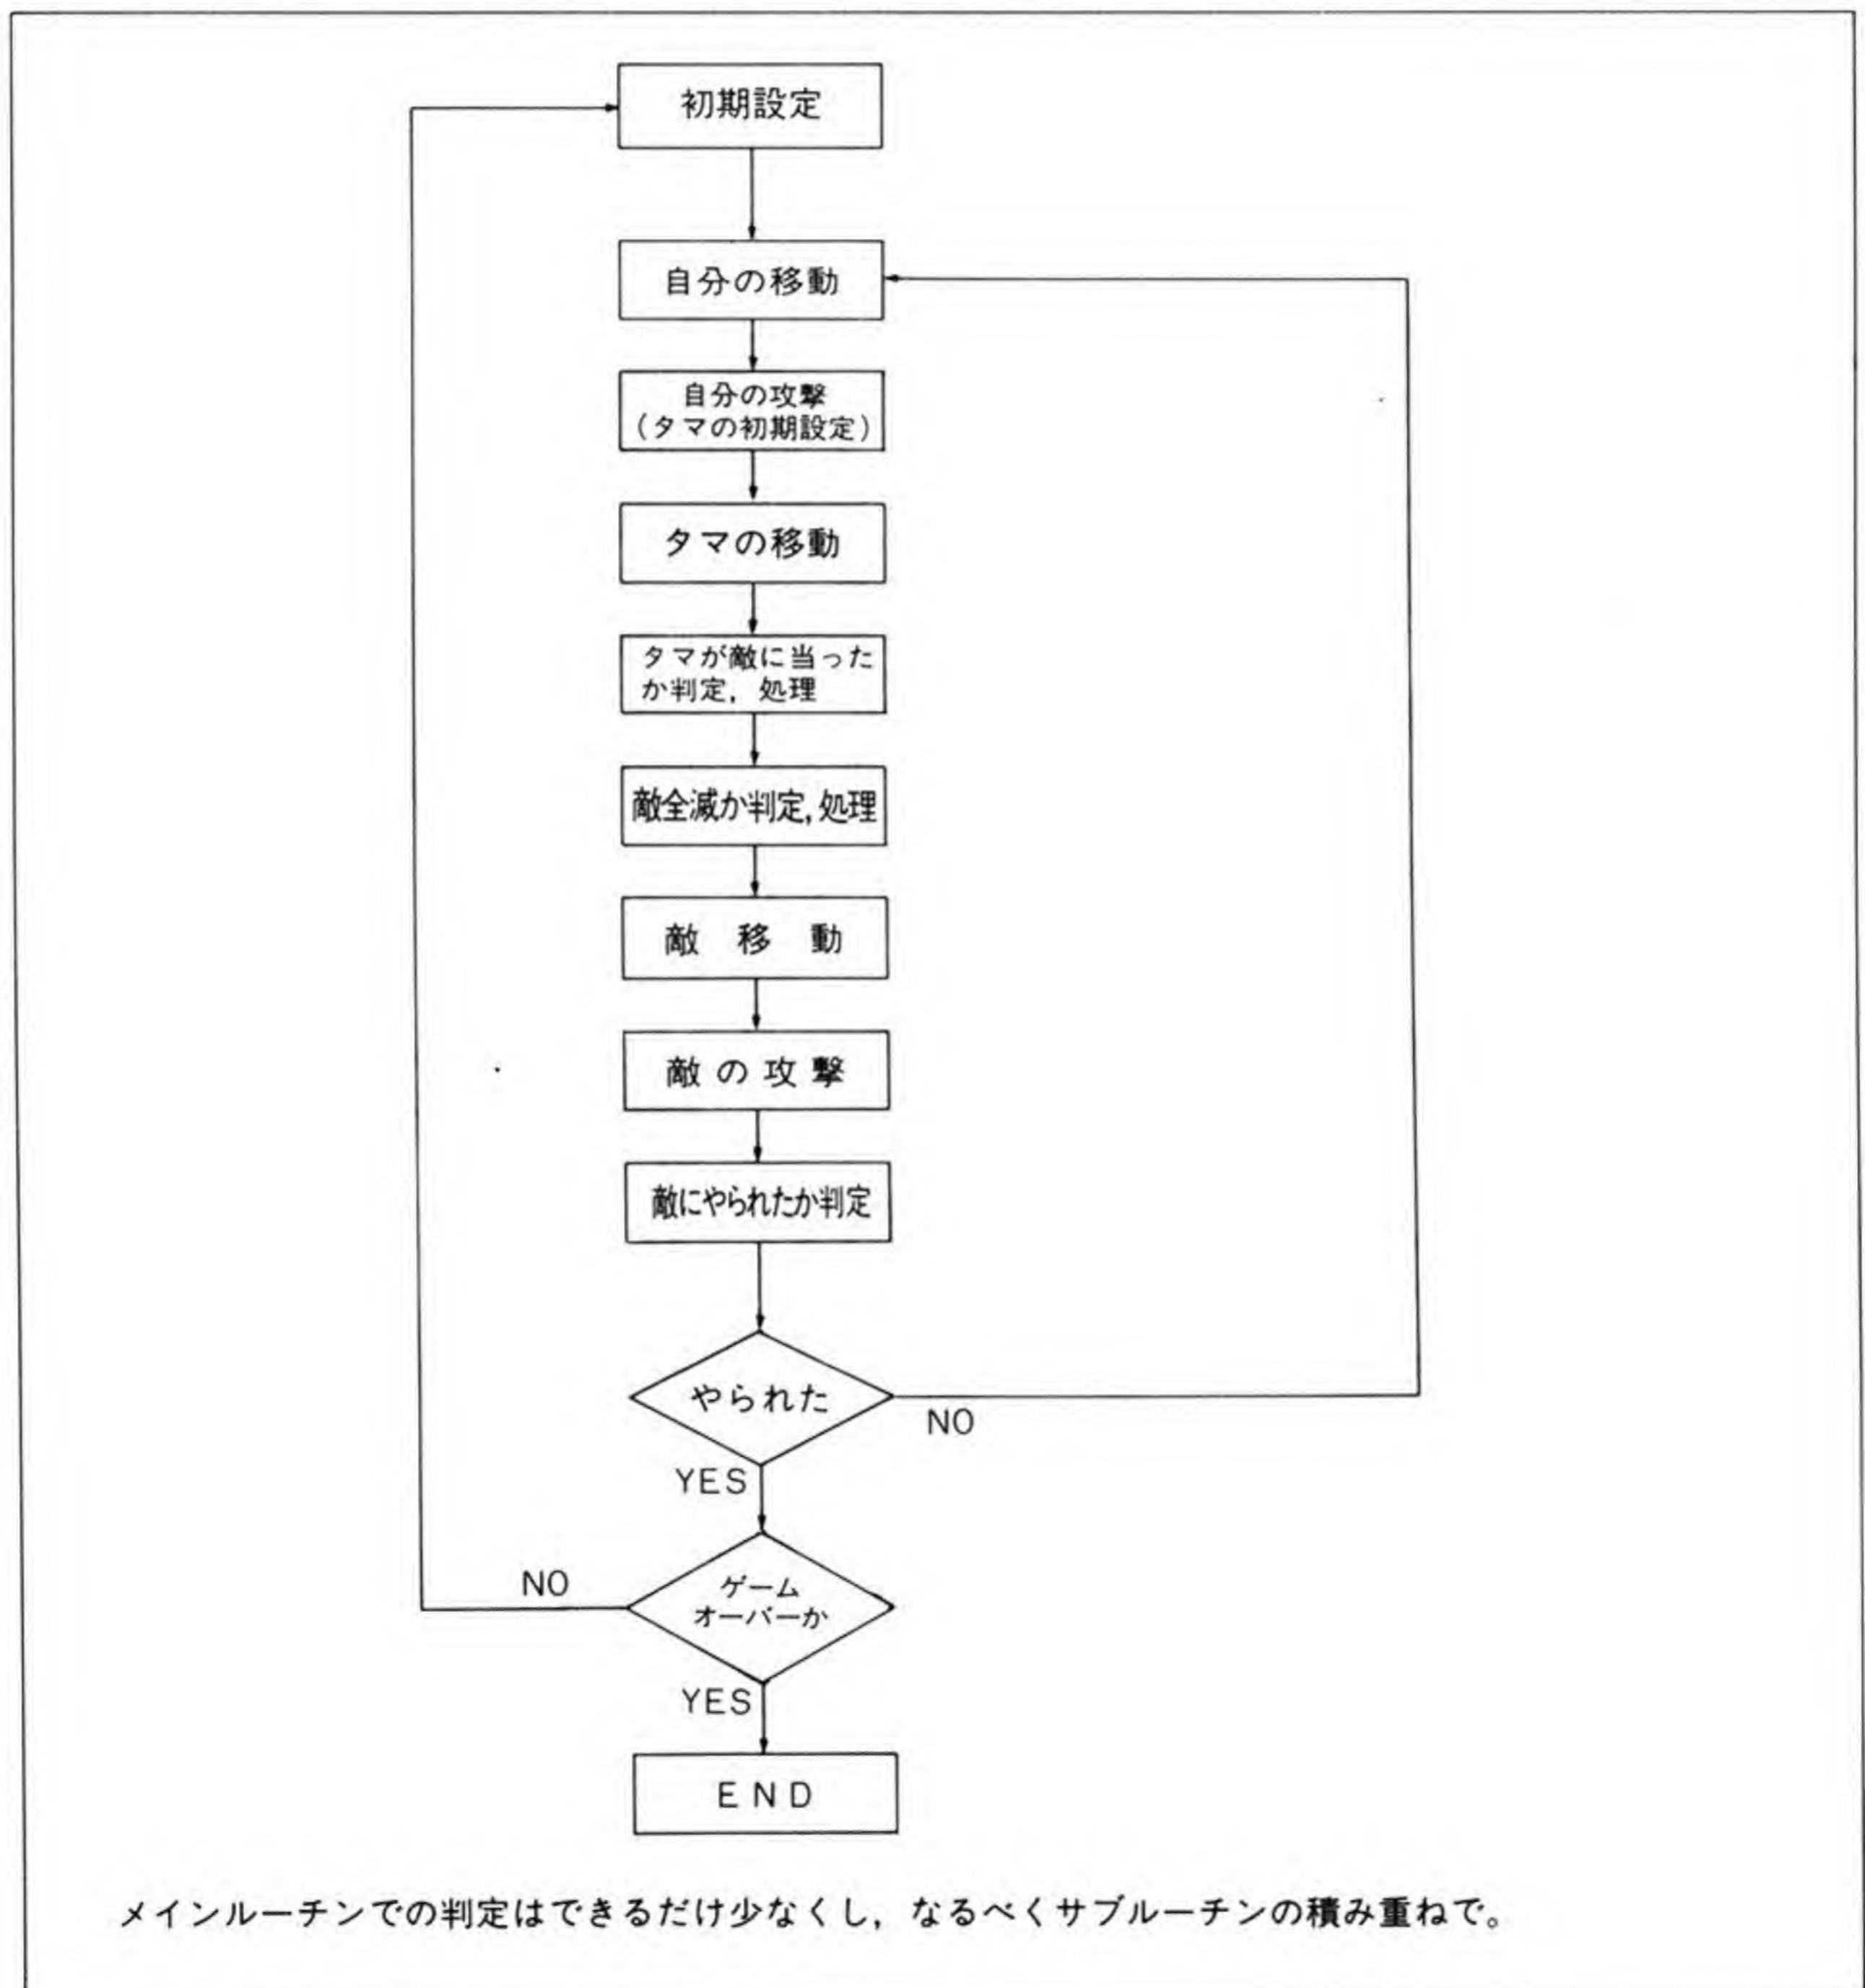 初期設定
自分の移動
自分の攻撃
(タマの初期設定)
タマの移動
タマが敵に当った
か判定，処理
敵全滅か判定，処理
敵 移 動
敵の攻撃
敵にやられたか判定
やられた
NO
YES
ゲーム
オーバーか
NO
YES
END
メインルーチンでの判定はできるだけ少なくし，なるべくサブルーチンの積み重ねで。